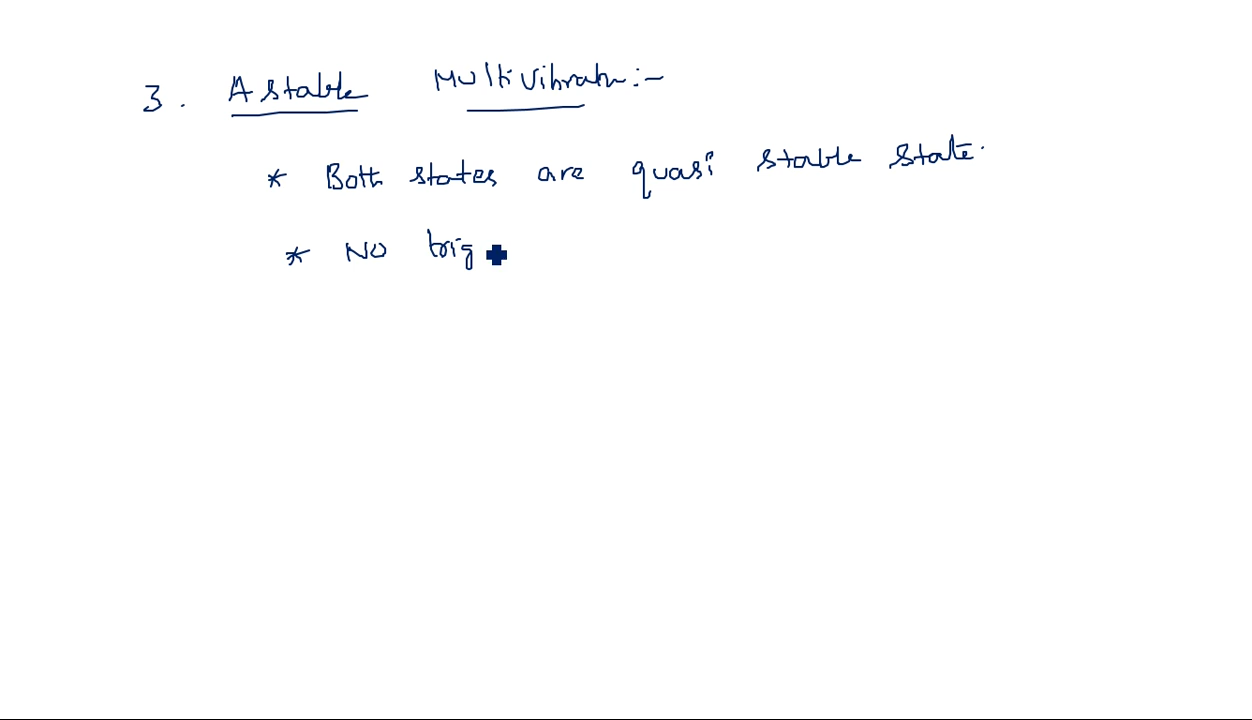 3. Astable Multivibrator:-
* Both states are quasi stable state.
* No trig